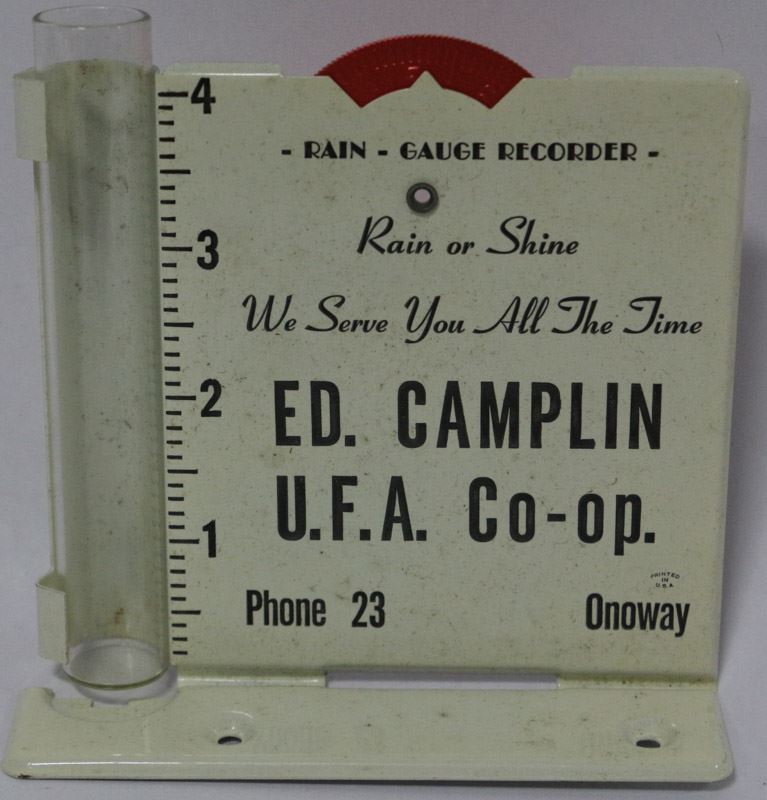 4
- RAIN - GAUGE RECORDER -
3
Rain or Shine
We Serve You All The Time
2
ED. CAMPLIN
U.F.A. Co-op.
1
PRINTED
IN
U.S.A
Phone 23 Onoway